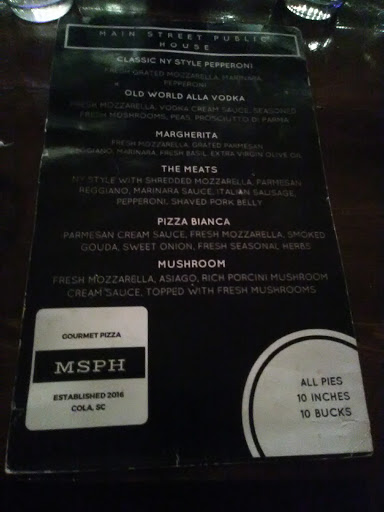 MAIN STREET PUBLIC
HOUSE
CLASSIC NY STYLE PEPPERONI
FRESH GRATED MOZZARELLA, MARINARA,
PEPPERONI
OLD WORLD ALLA VODKA
FRESH MOZZARELLA, VODKA CREAM SAUCE, SEASONED
FRESH MUSHROOMS, PEAS, PROSCIUTTO DI PARMA
MARGHERITA
FRESH MOZZARELLA, GRATED PARMESAN
REGGIANO, MARINARA, FRESH BASIL, EXTRA VIRGIN OLIVE OIL
THE MEATS
NY STYLE WITH SHREDDED MOZZARELLA, PARMESAN
REGGIANO, MARINARA SAUCE, ITALIAN SAUSAGE,
PEPPERONI, SHAVED PORK BELLY
PIZZA BIANCA
PARMESAN CREAM SAUCE, FRESH MOZZARELLA, SMOKED
GOUDA, SWEET ONION, FRESH SEASONAL HERBS
MUSHROOM
FRESH MOZZARELLA, ASIAGO, RICH PORCINI MUSHROOM
CREAM SAUCE, TOPPED WITH FRESH MUSHROOMS
GOURMET PIZZA
MSPH
ESTABLISHED 2016
COLA, SC
ALL PIES
10 INCHES
10 BUCKS